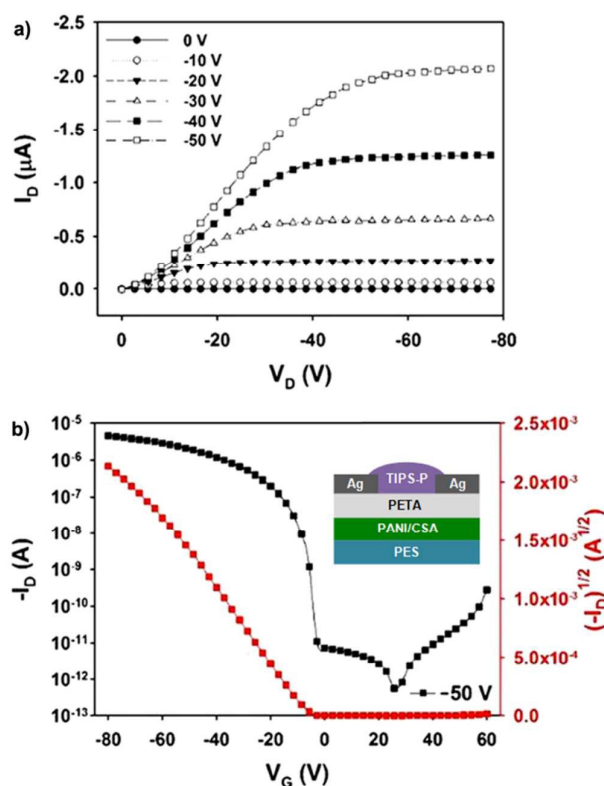 a)
-2.5
-2.0
-1.5
-1.0
-0.5
0.0
I_D (μA)
0 V
-10 V
-20 V
-30 V
-40 V
-50 V
0 -20 -40 -60 -80
V_D (V)
b)
10^-5
10^-6
10^-7
10^-8
10^-9
10^-10
10^-11
10^-12
10^-13
-I_D (A)
Ag TIPS-P Ag
PETA
PANI/CSA
PES
-50 V
2.5x10^-3
2.0x10^-3
1.5x10^-3
1.0x10^-3
5.0x10^-4
0.0
(-I_D)^1/2 (A^1/2)
-80 -60 -40 -20 0 20 40 60
V_G (V)